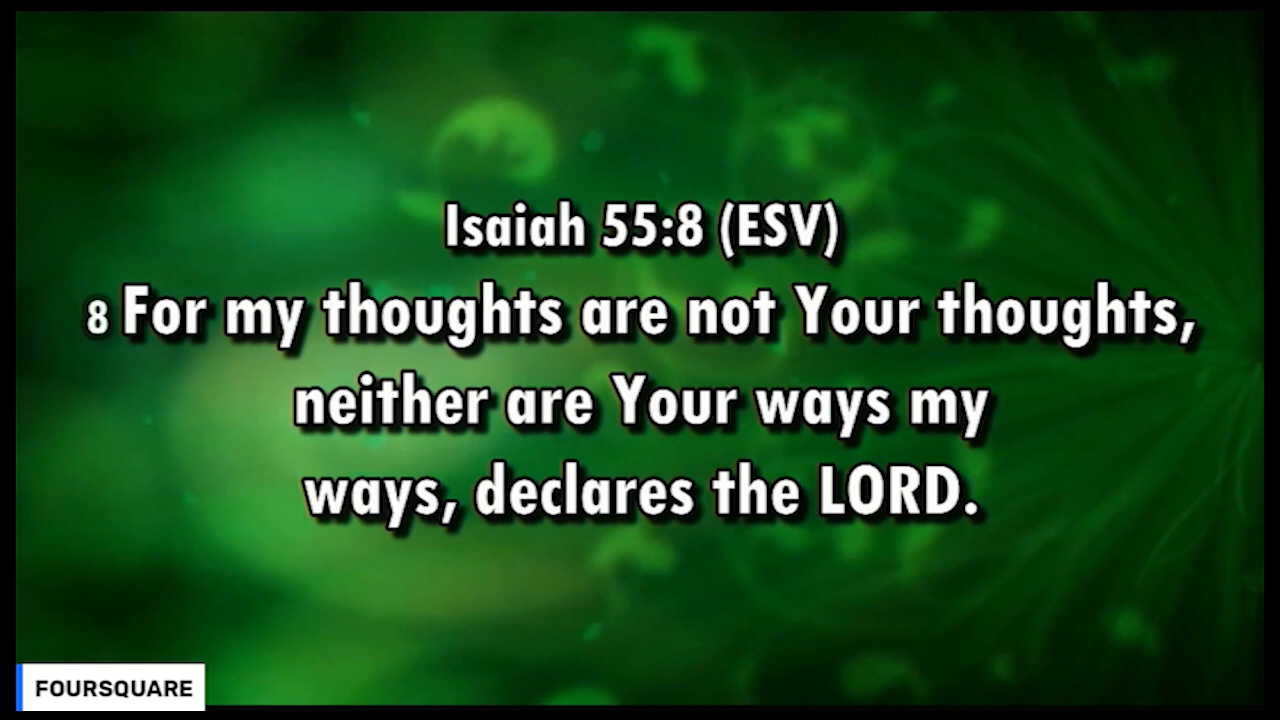 Isaiah 55:8 (ESV)
8 For my thoughts are not Your thoughts,
neither are Your ways my
ways, declares the LORD.
FOURSQUARE